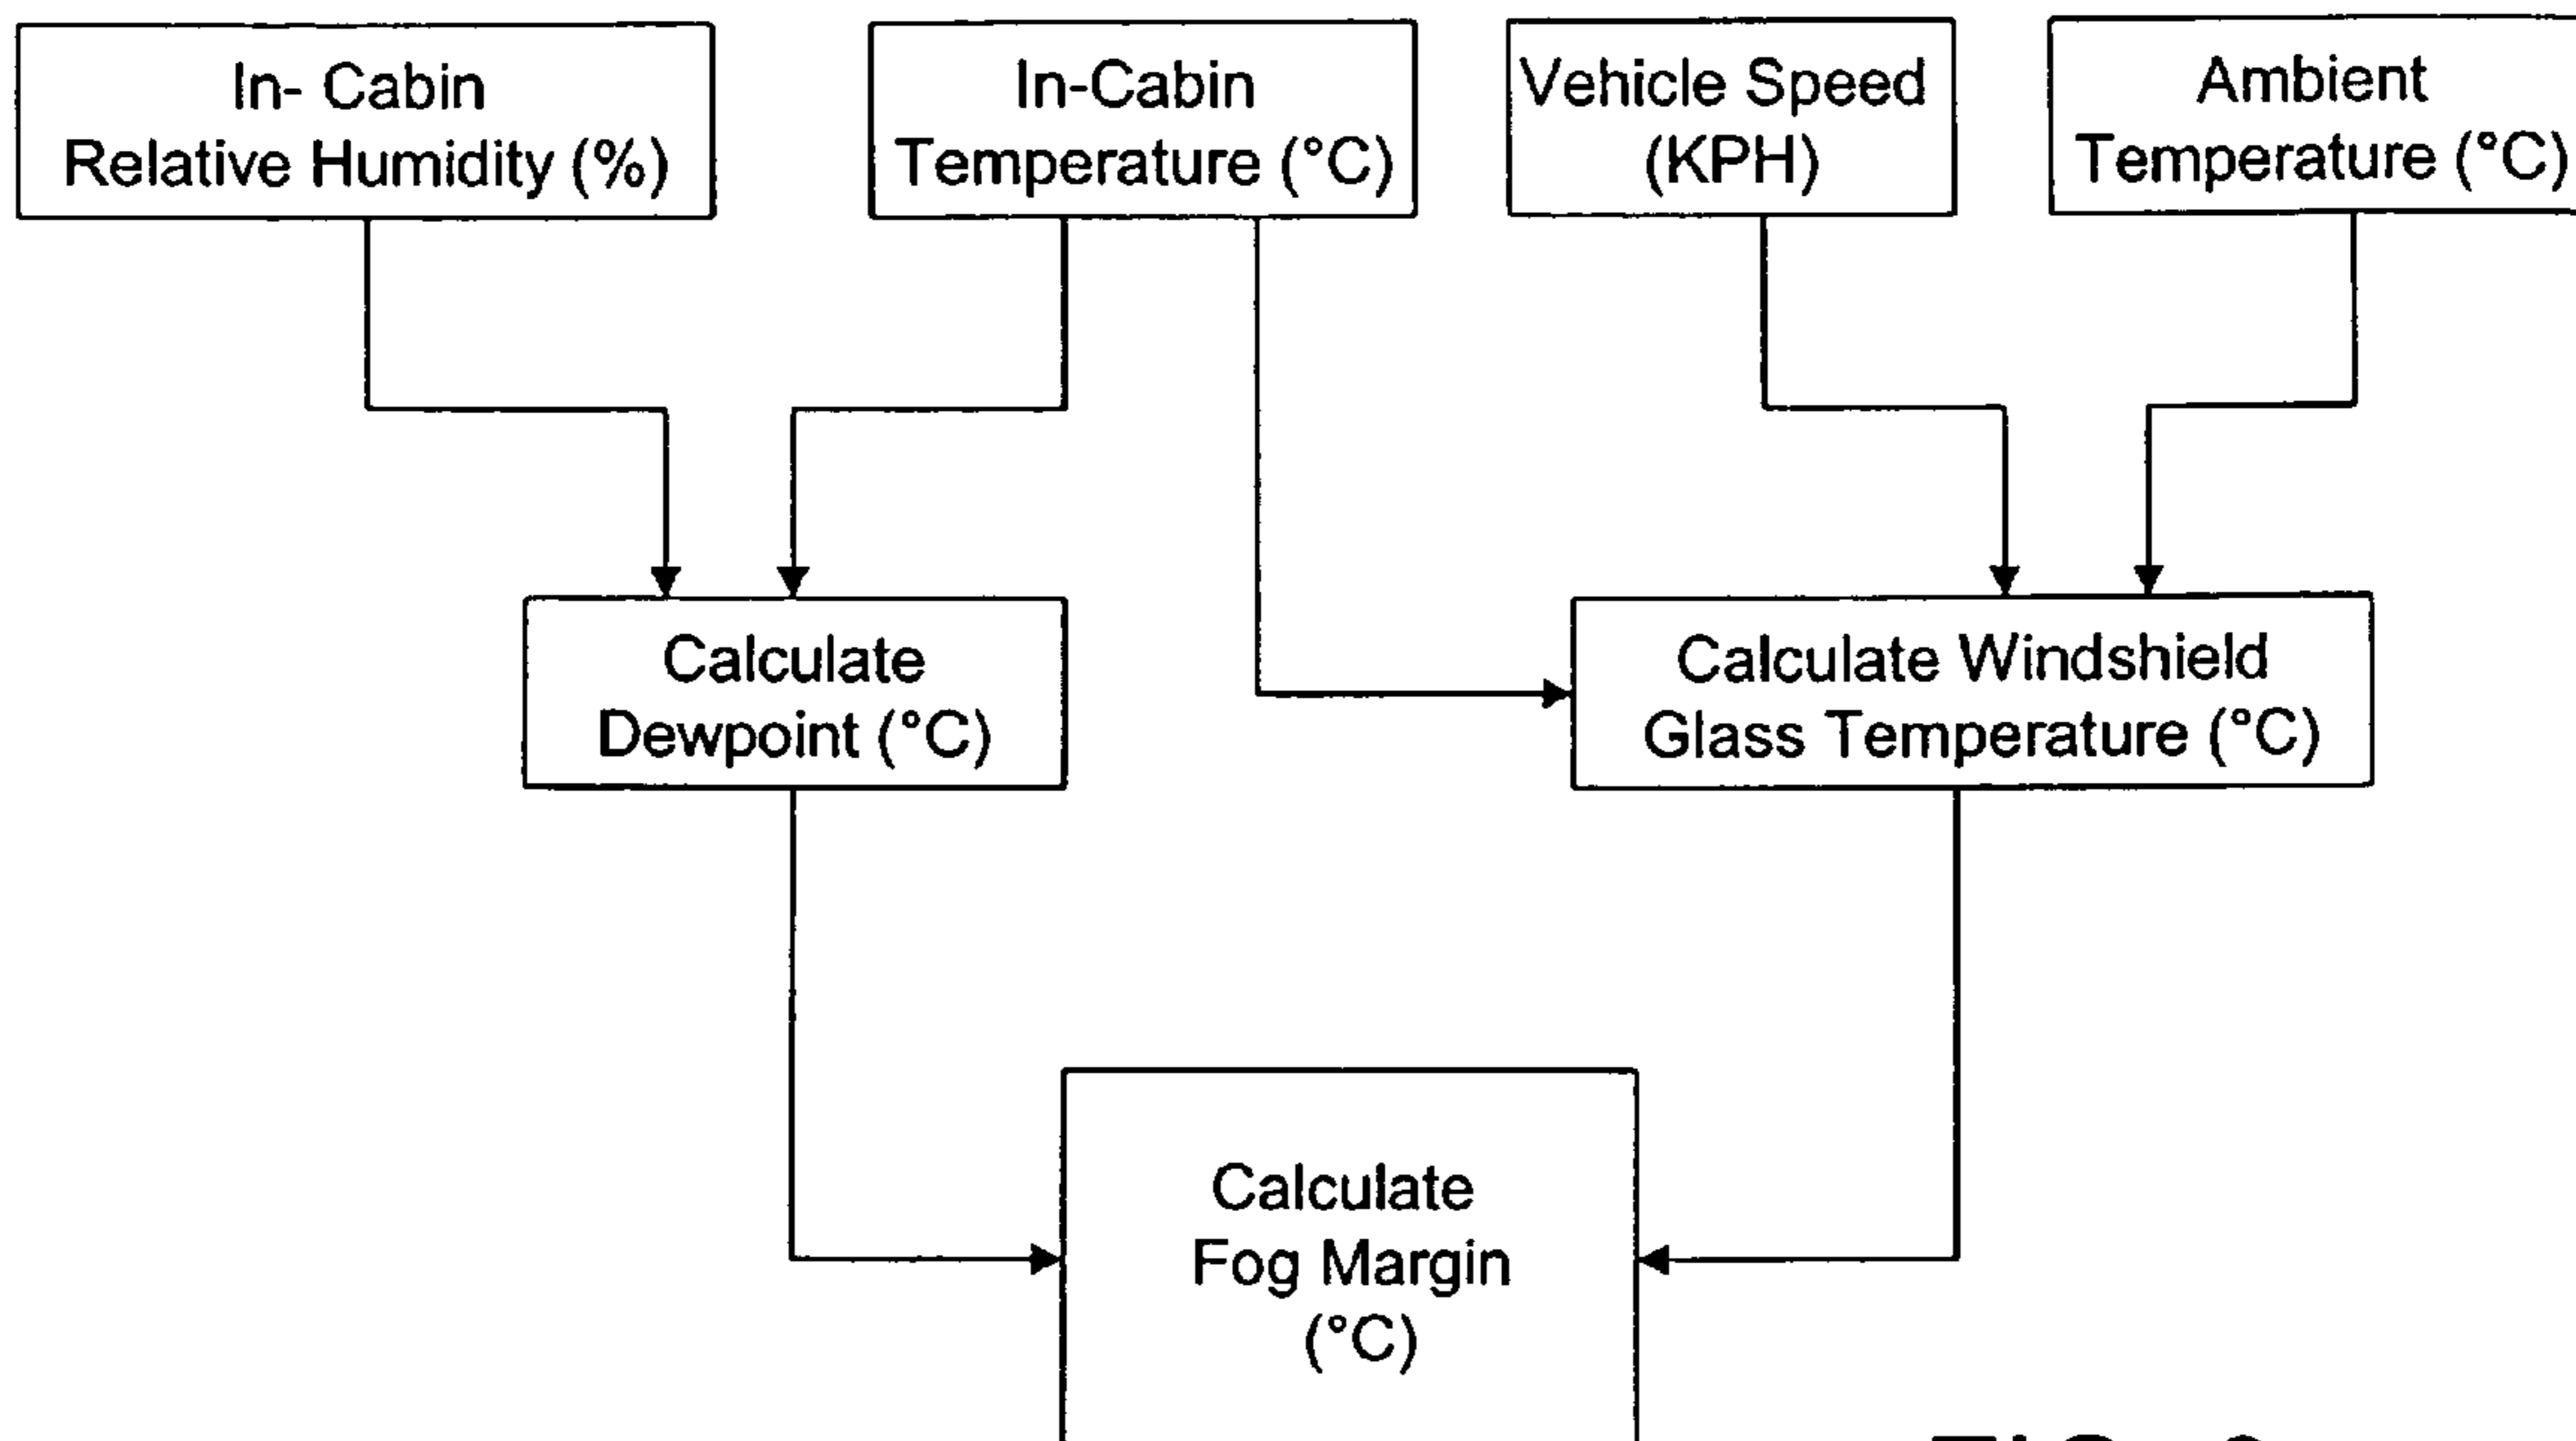 In- Cabin
Relative Humidity (%)
In-Cabin
Temperature (°C)
Vehicle Speed
(KPH)
Ambient
Temperature (°C)
Calculate
Dewpoint (°C)
Calculate Windshield
Glass Temperature (°C)
Calculate
Fog Margin
(°C)